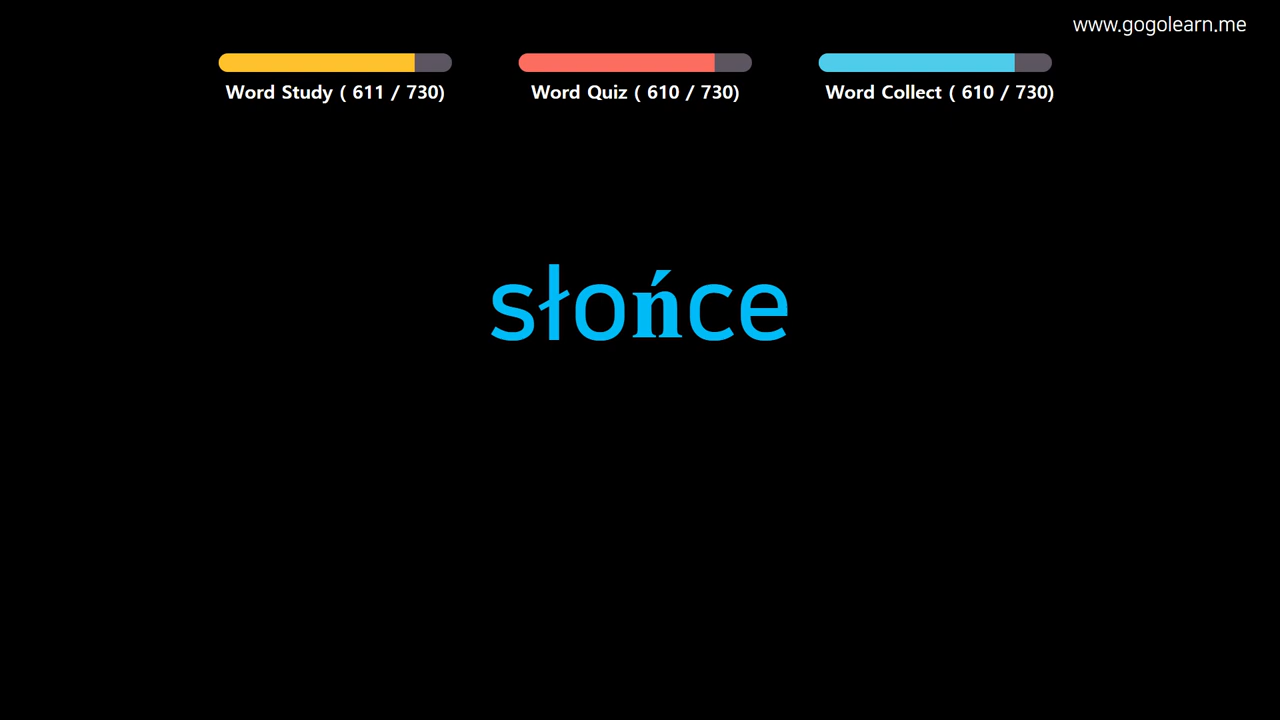 www.gogolearn.me
Word Study ( 611 / 730)
Word Quiz ( 610 / 730)
Word Collect ( 610 / 730)
słońce